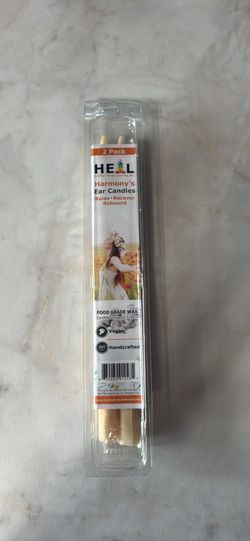 2 Pack
HEAL
Harmony's
Ear Candles
Relax • Recover
Rebound
FOOD GRADE WAX
Vegan
Handcrafted